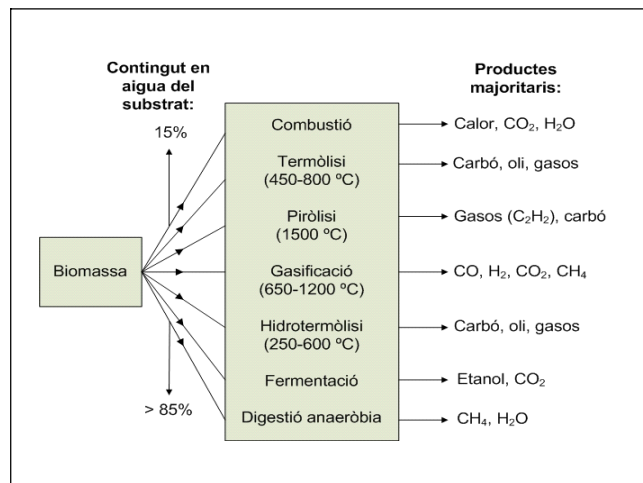 Contingut en
aigua del
substrat:
15%
Productes
majoritaris:
Biomassa
> 85%
Combustió
Calor, CO₂, H₂O
Termòlisi
(450-800 ºC)
Carbó, oli, gasos
Piròlisi
(1500 ºC)
Gasos (C₂H₂), carbó
Gasificació
(650-1200 ºC)
CO, H₂, CO₂, CH₄
Hidrotermòlisi
(250-600 ºC)
Carbó, oli, gasos
Fermentació
Etanol, CO₂
Digestió anaeròbia
CH₄, H₂O